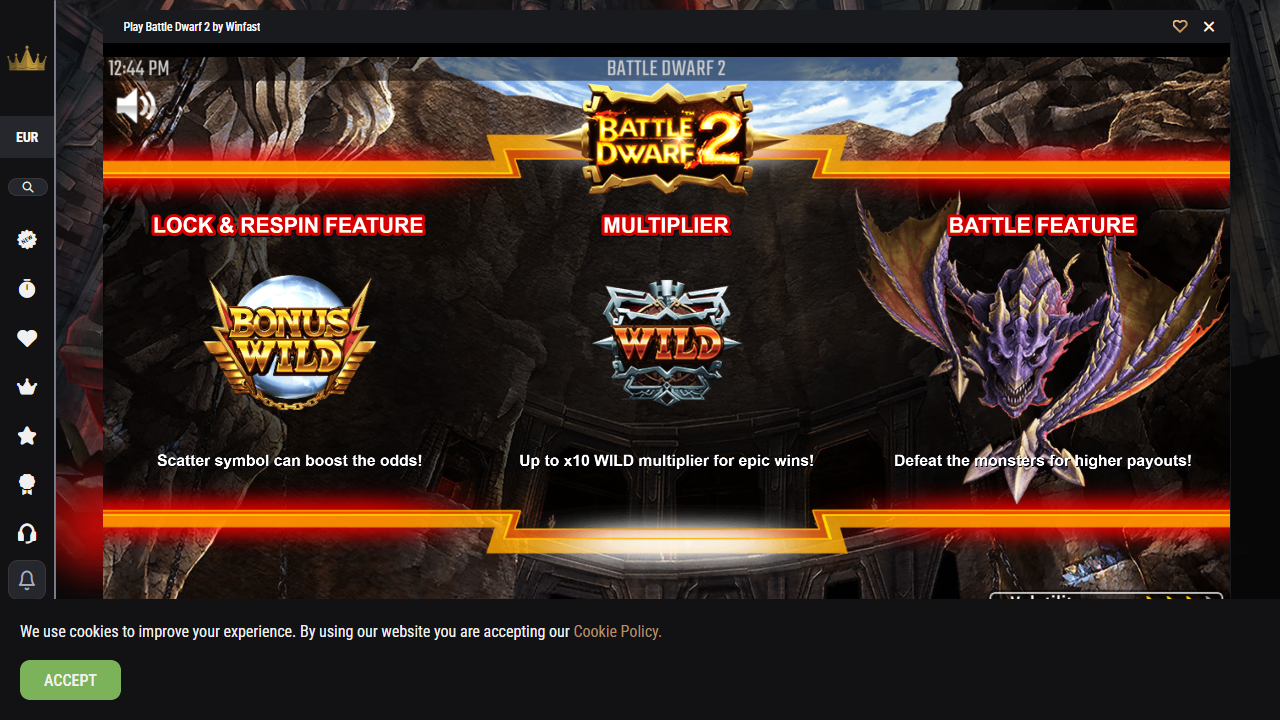 Play Battle Dwarf 2 by Winfast
EUR
NEW
12:44 PM
BATTLE DWARF 2
BATTLE
DWARF 2
LOCK & RESPIN FEATURE
MULTIPLIER
BATTLE FEATURE
BONUS
WILD
WILD
Scatter symbol can boost the odds!
Up to x10 WILD multiplier for epic wins!
Defeat the monsters for higher payouts!
We use cookies to improve your experience. By using our website you are accepting our Cookie Policy.
ACCEPT